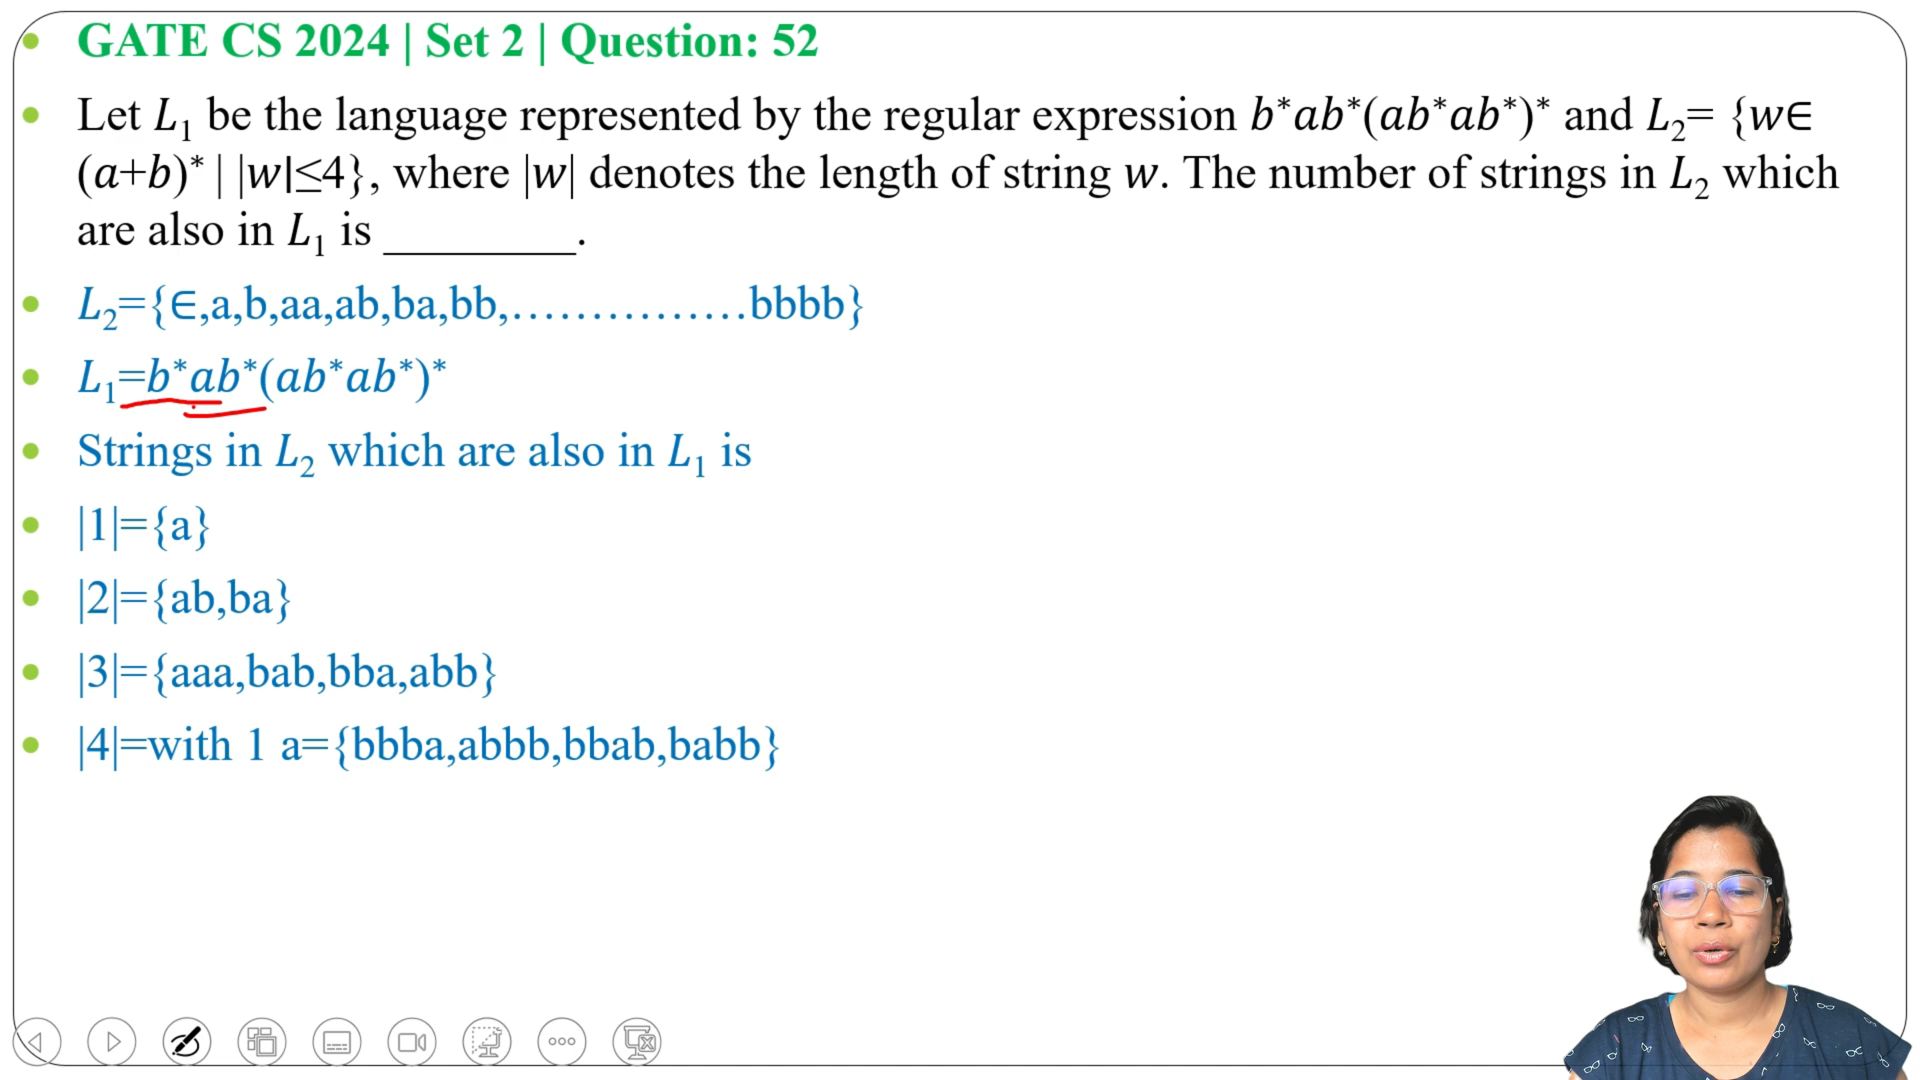 GATE CS 2024 | Set 2 | Question: 52
Let L₁ be the language represented by the regular expression b*ab*(ab*ab*)* and L₂= {w∈
(a+b)* | |w|≤4}, where |w| denotes the length of string w. The number of strings in L₂ which
are also in L₁ is _________.
L₂={∈,a,b,aa,ab,ba,bb,……………bbbb}
L₁=b*ab*(ab*ab*)*
Strings in L₂ which are also in L₁ is
|1|={a}
|2|={ab,ba}
|3|={aaa,bab,bba,abb}
|4|=with 1 a={bbba,abbb,bbab,babb}